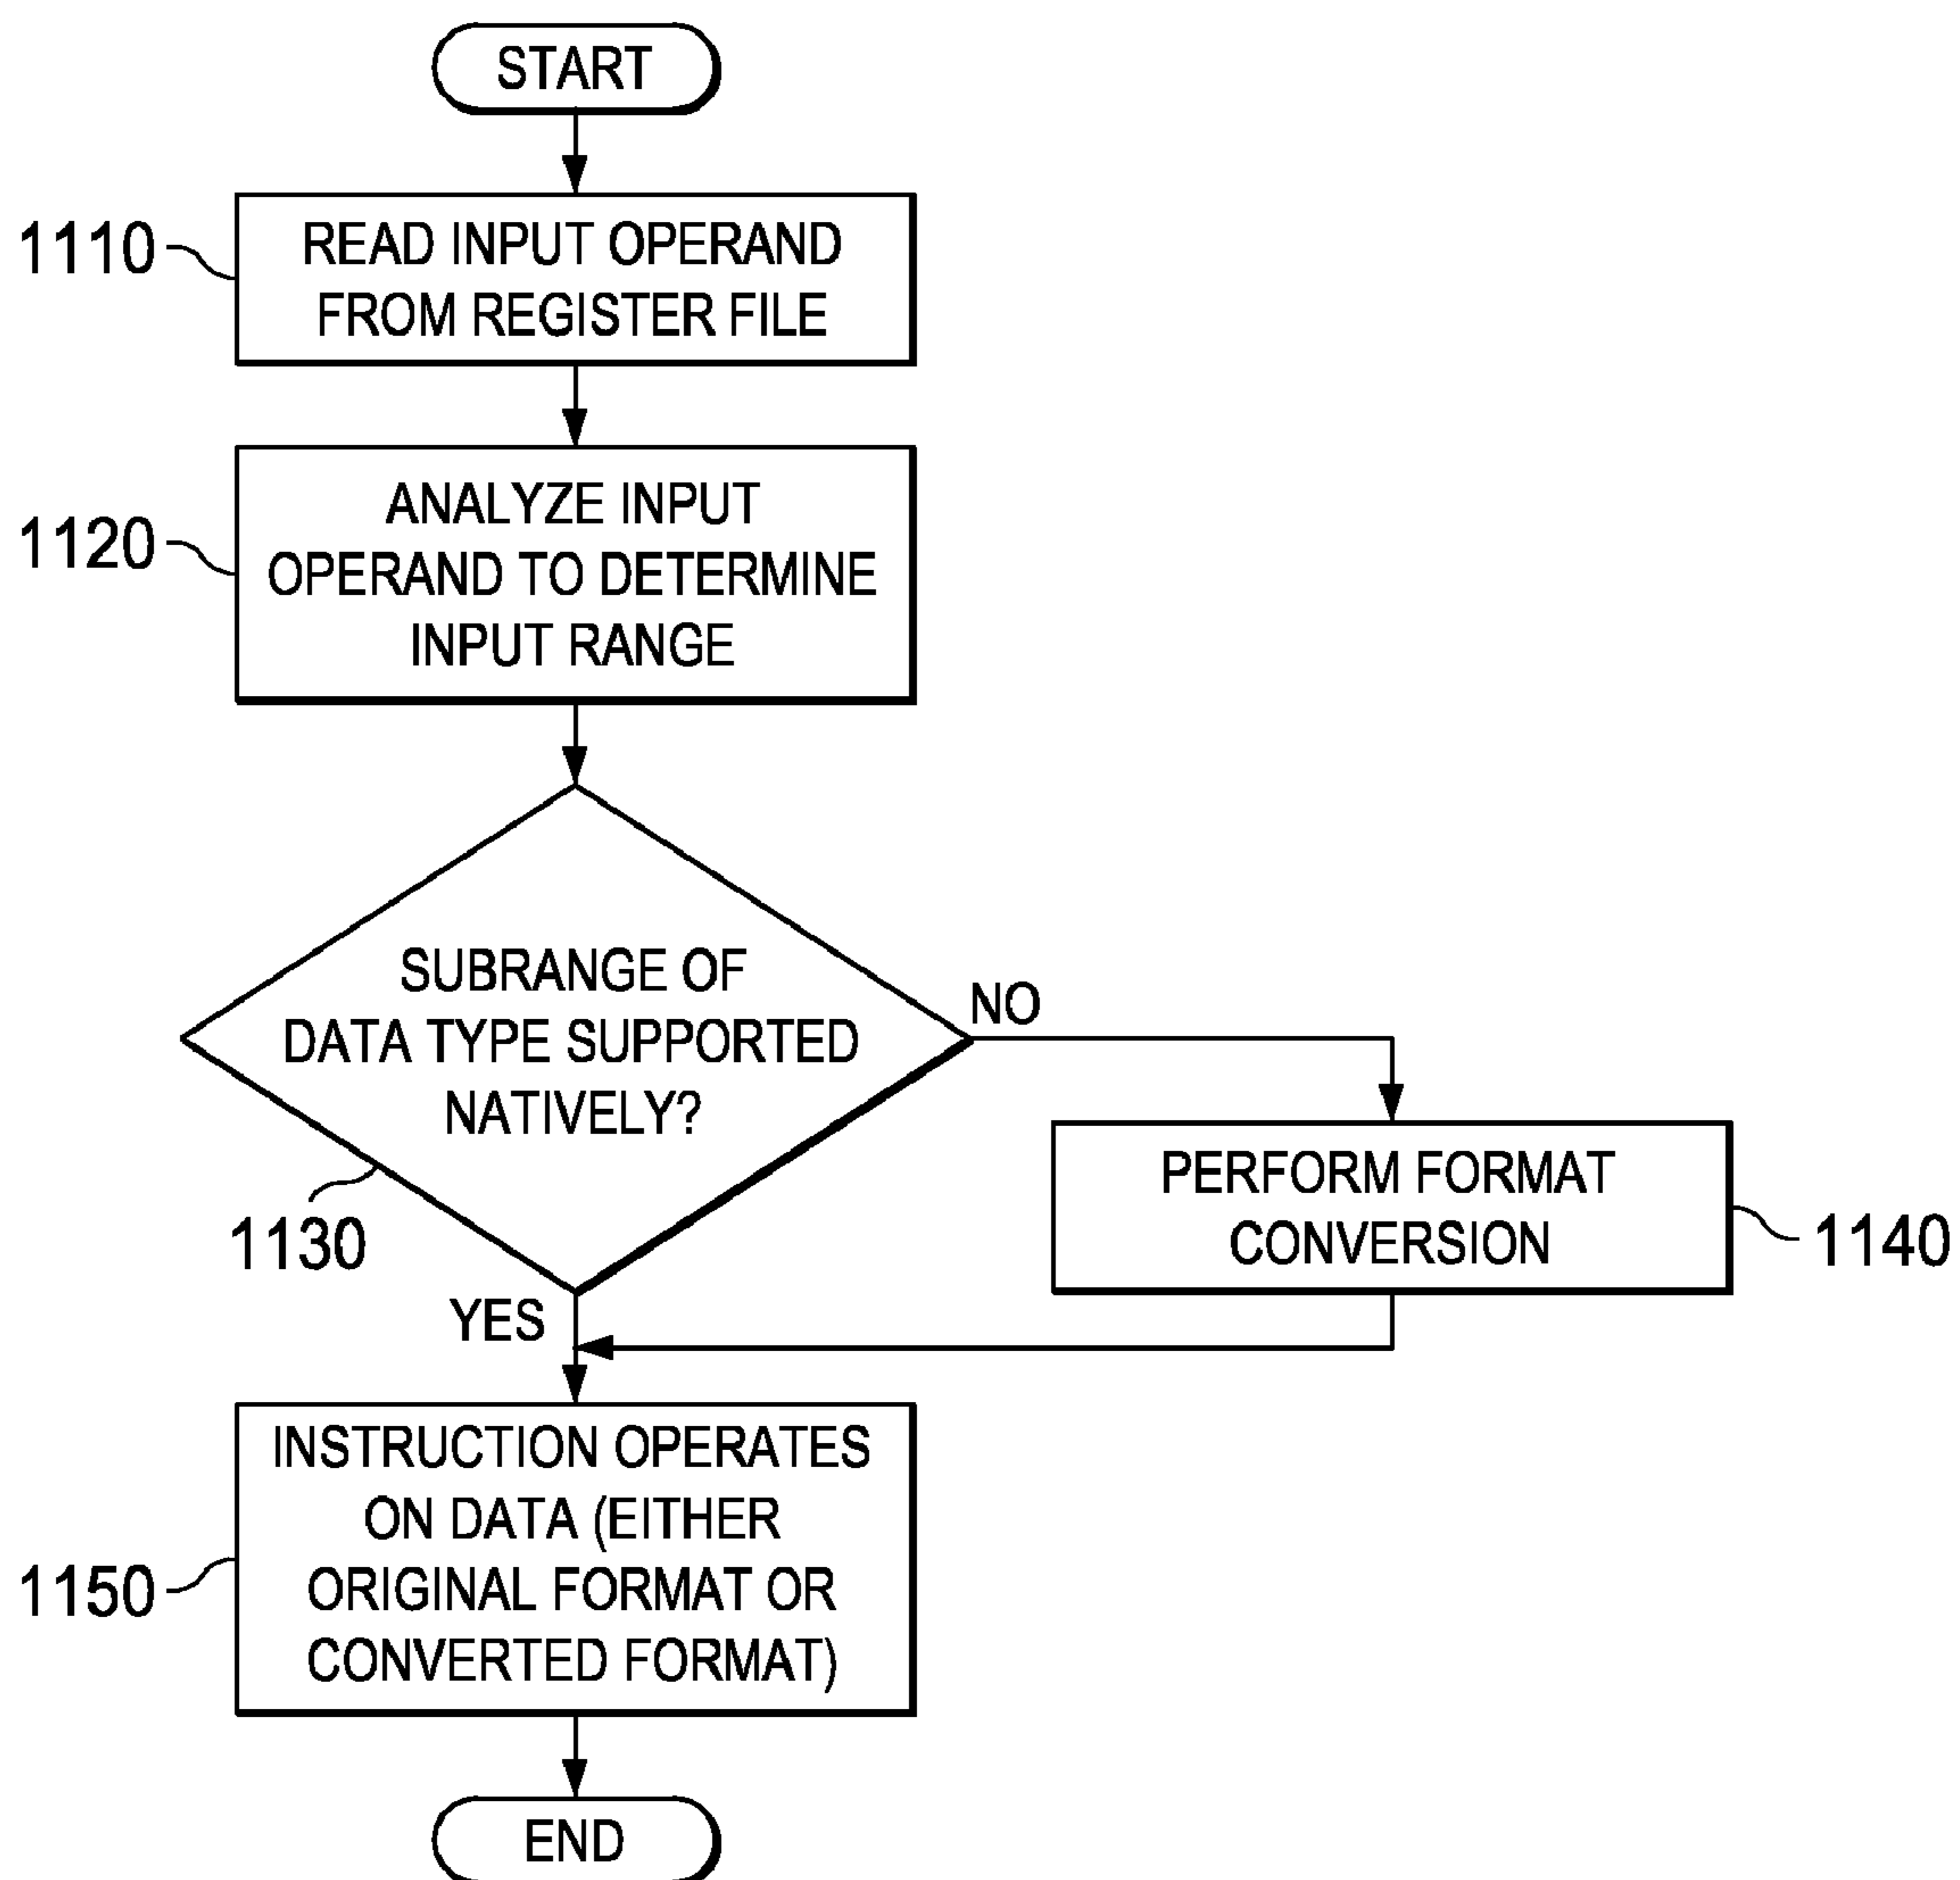 START
1110
READ INPUT OPERAND
FROM REGISTER FILE
1120
ANALYZE INPUT
OPERAND TO DETERMINE
INPUT RANGE
SUBRANGE OF
DATA TYPE SUPPORTED
NATIVELY?
1130
NO
YES
PERFORM FORMAT
CONVERSION
1140
1150
INSTRUCTION OPERATES
ON DATA (EITHER
ORIGINAL FORMAT OR
CONVERTED FORMAT)
END